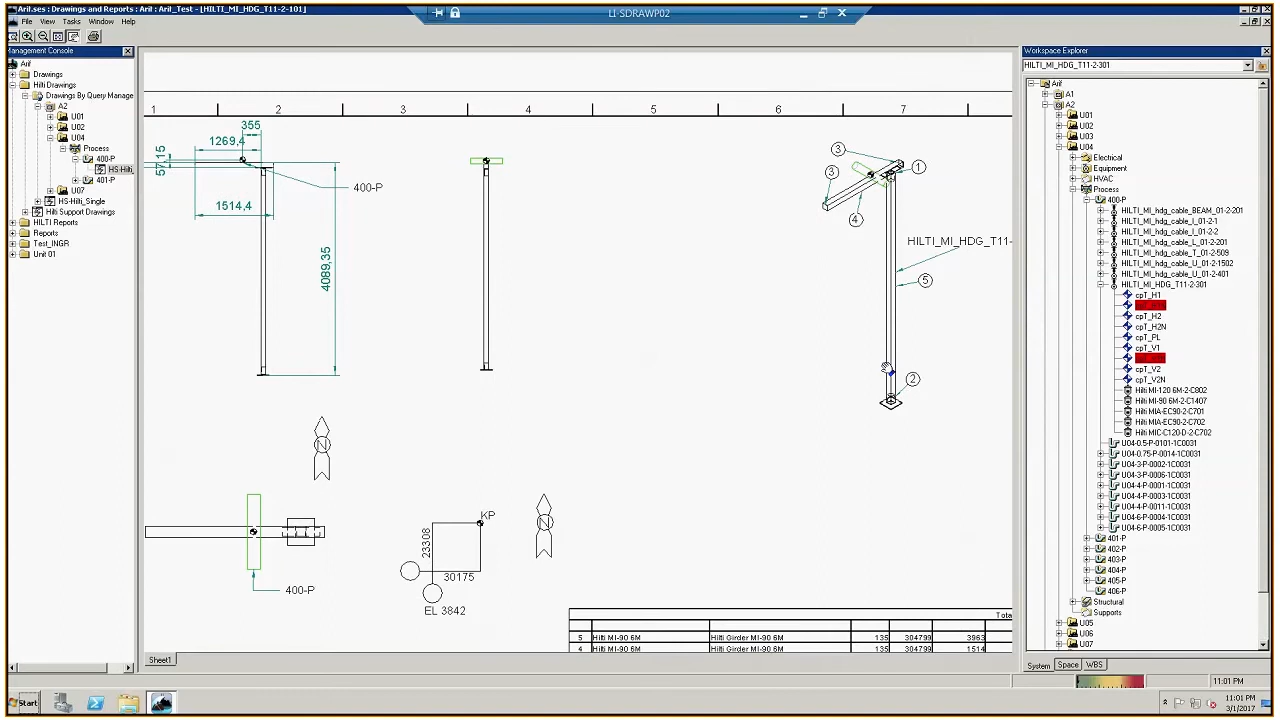 Aril.ses : Drawings and Reports : Aril : Aril_Test - [HILTI_MI_HDG_T11-2-101]
LI-SDRAWP02
File View Tasks Window Help
Management Console
Arif
Drawings
Hilti Drawings
Drawings By Query Manage
A2
U01
U02
U04
Process
400-P
HS-Hilti_
401-P
U07
HS-Hilti_Single
Hilti Support Drawings
HILTI Reports
Reports
Test_INGR
Unit 01
1 2 3 4 5 6 7
355
1269,4
57,15
400-P
1514,4
4089,35
3
3
1
4
HILTI_MI_HDG_T11-
5
2
N
N
KP
23308
30175
400-P
EL 3842
Tota
5 Hilti MI-90 6M Hilti Girder MI-90 6M 135 304799 3963
4 Hilti MI-90 6M Hilti Girder MI-90 6M 135 304799 1514
Sheet1
Workspace Explorer
HILTI_MI_HDG_T11-2-301
Arif
A1
A2
U01
U02
U03
U04
Electrical
Equipment
HVAC
Process
400-P
HILTI_MI_hdg_cable_BEAM_01-2-201
HILTI_MI_hdg_cable_I_01-2-1
HILTI_MI_hdg_cable_I_01-2-2
HILTI_MI_hdg_cable_L_01-2-201
HILTI_MI_hdg_cable_T_01-2-509
HILTI_MI_hdg_cable_U_01-2-1502
HILTI_MI_hdg_cable_U_01-2-401
HILTI_MI_HDG_T11-2-301
cpT_H1
cpT_H2
cpT_H2N
cpT_PL
cpT_V1
cpT_V2
cpT_V2N
Hilti MI-120 6M-2-C802
Hilti MI-90 6M-2-C1407
Hilti MIA-EC90-2-C701
Hilti MIA-EC90-2-C702
Hilti MIC-C120-D-2-C702
U04-0.5-P-0101-1C0031
U04-0.75-P-0014-1C0031
U04-3-P-0002-1C0031
U04-3-P-0006-1C0031
U04-4-P-0001-1C0031
U04-4-P-0003-1C0031
U04-4-P-0011-1C0031
U04-6-P-0004-1C0031
U04-6-P-0005-1C0031
401-P
402-P
403-P
404-P
405-P
406-P
Structural
Supports
U05
U06
U07
System Space WBS
11:01 PM
Start
11:01 PM
3/1/2017